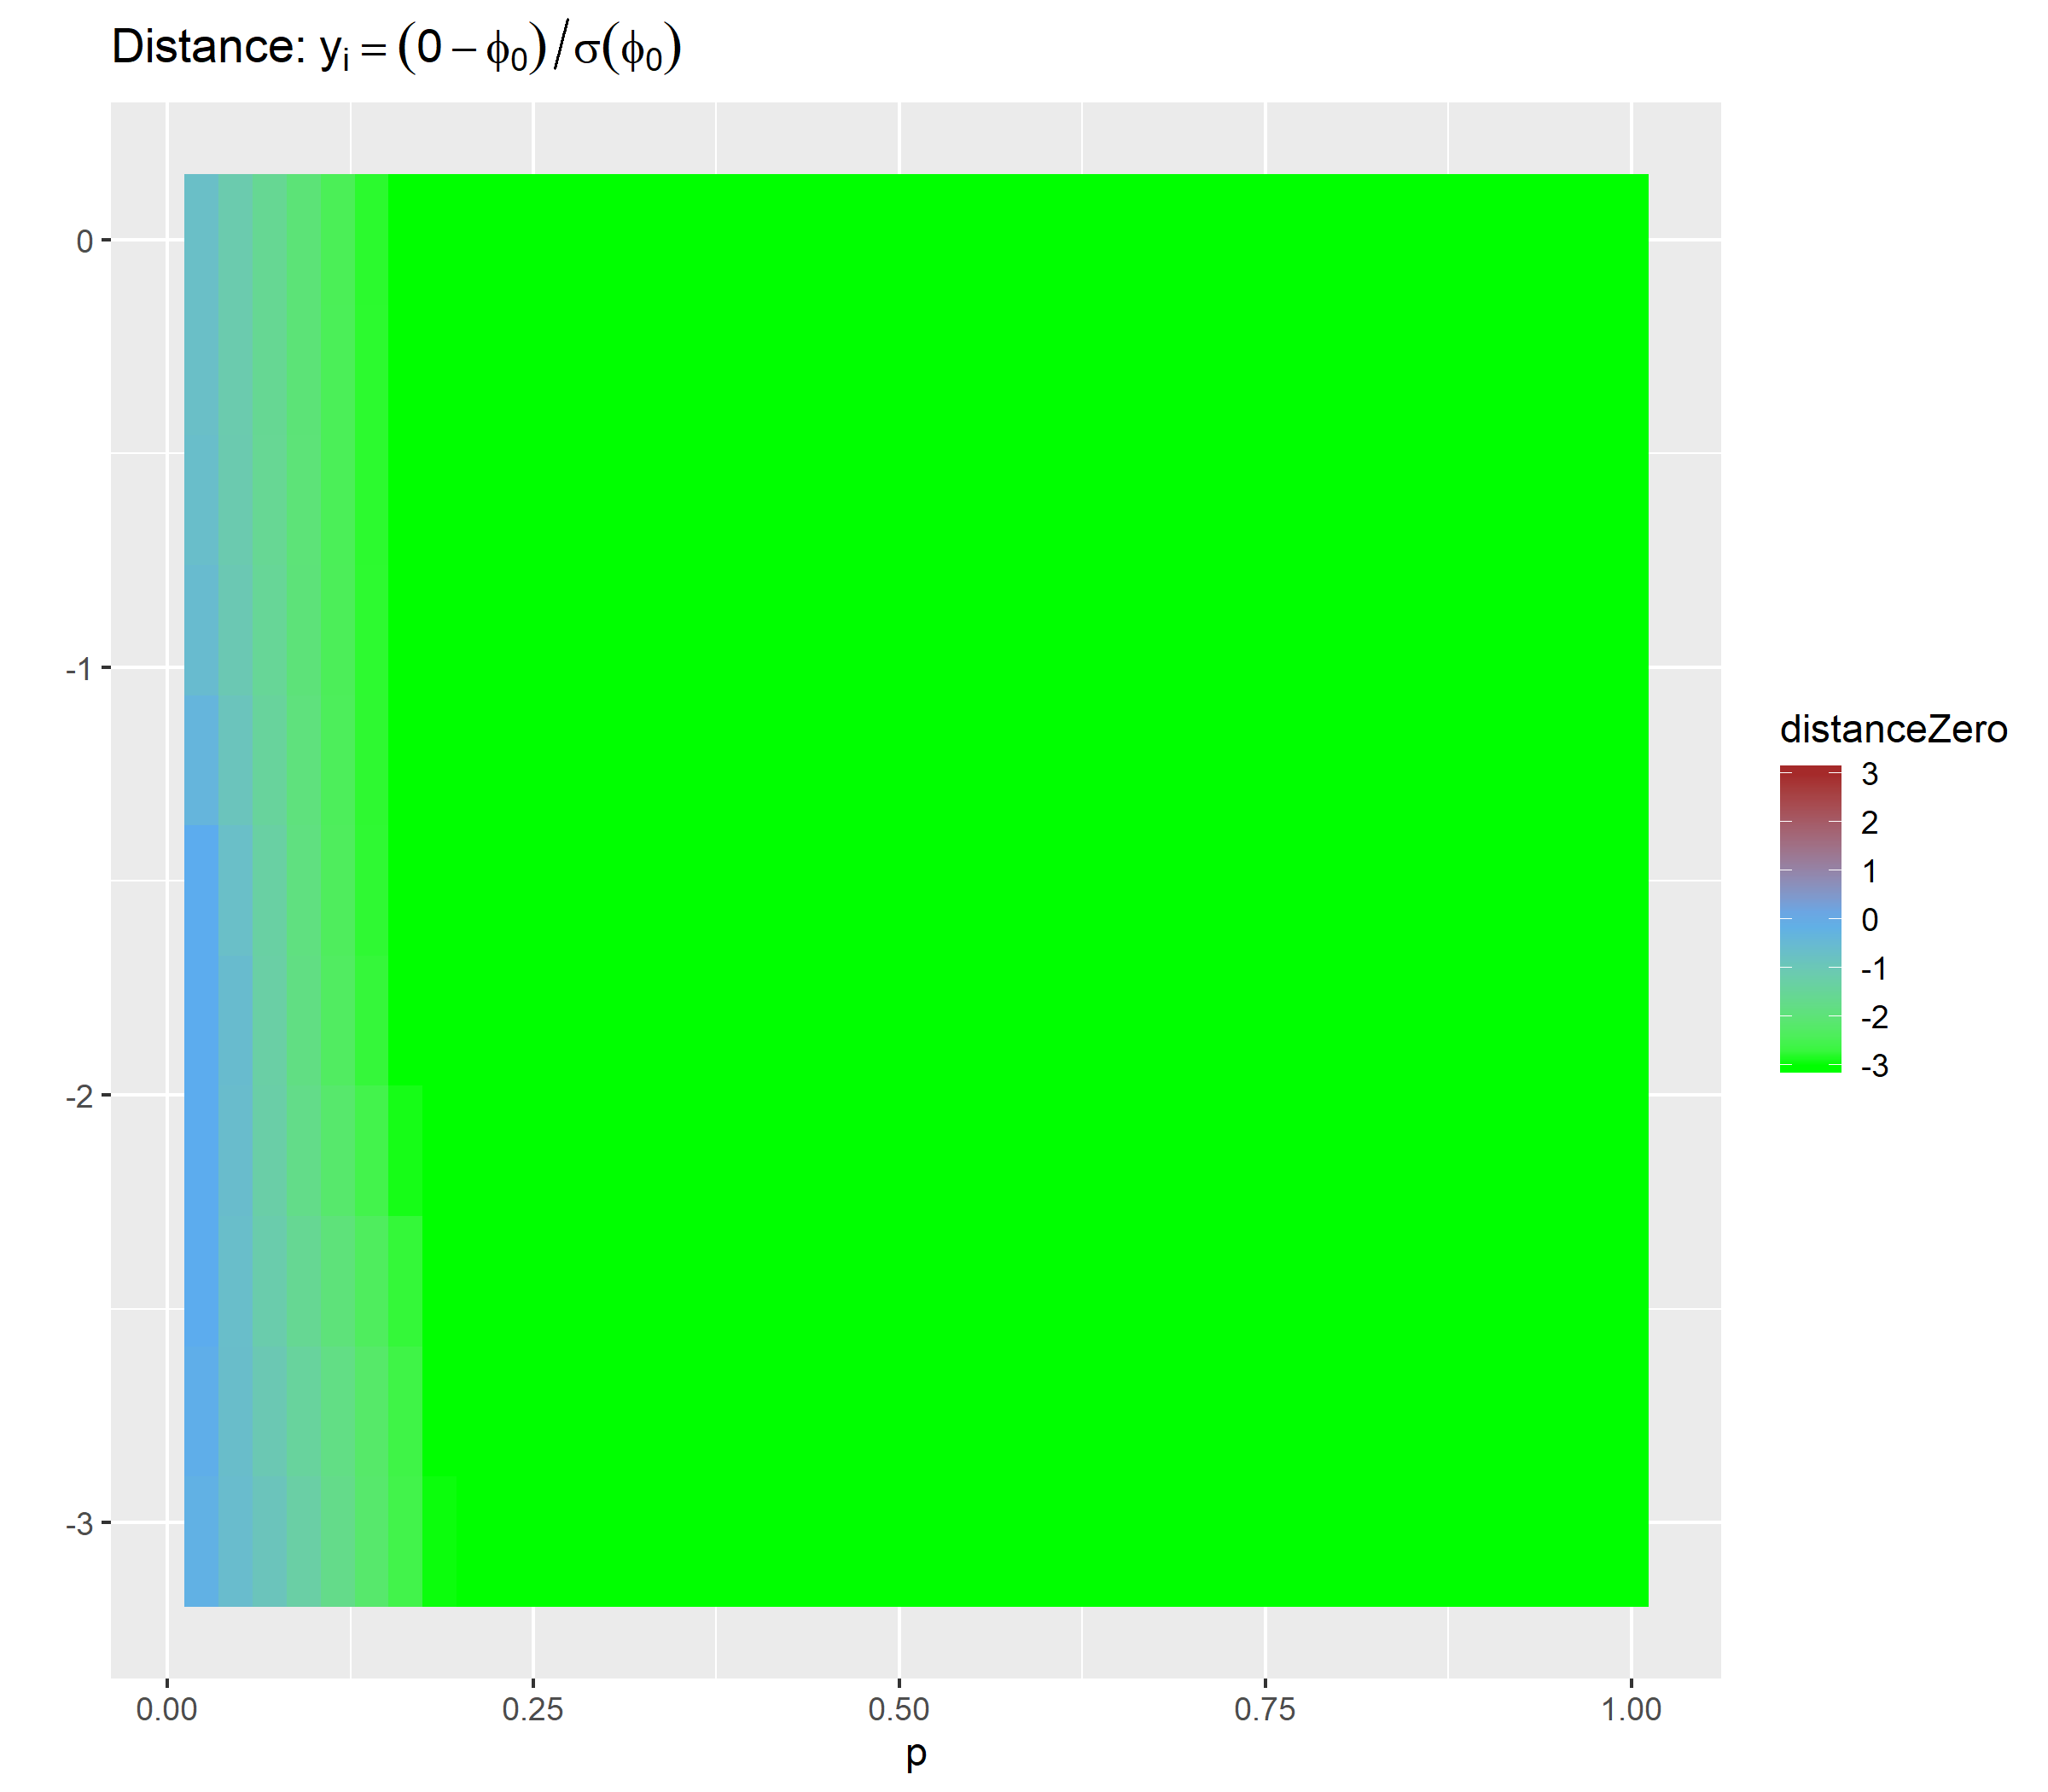 Distance: yᵢ = (0 − ϕ₀)/σ(ϕ₀)
0
-1
-2
-3
0.00 0.25 0.50 0.75 1.00
p
distanceZero
3
2
1
0
-1
-2
-3